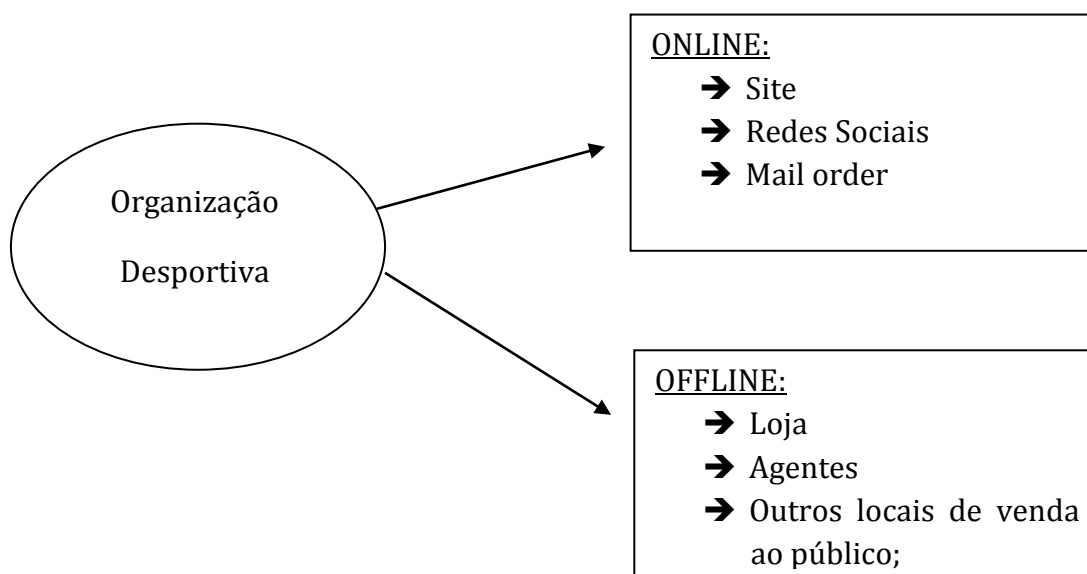 Organização
Desportiva
ONLINE:
➔ Site
➔ Redes Sociais
➔ Mail order
OFFLINE:
➔ Loja
➔ Agentes
➔ Outros locais de venda
ao público;